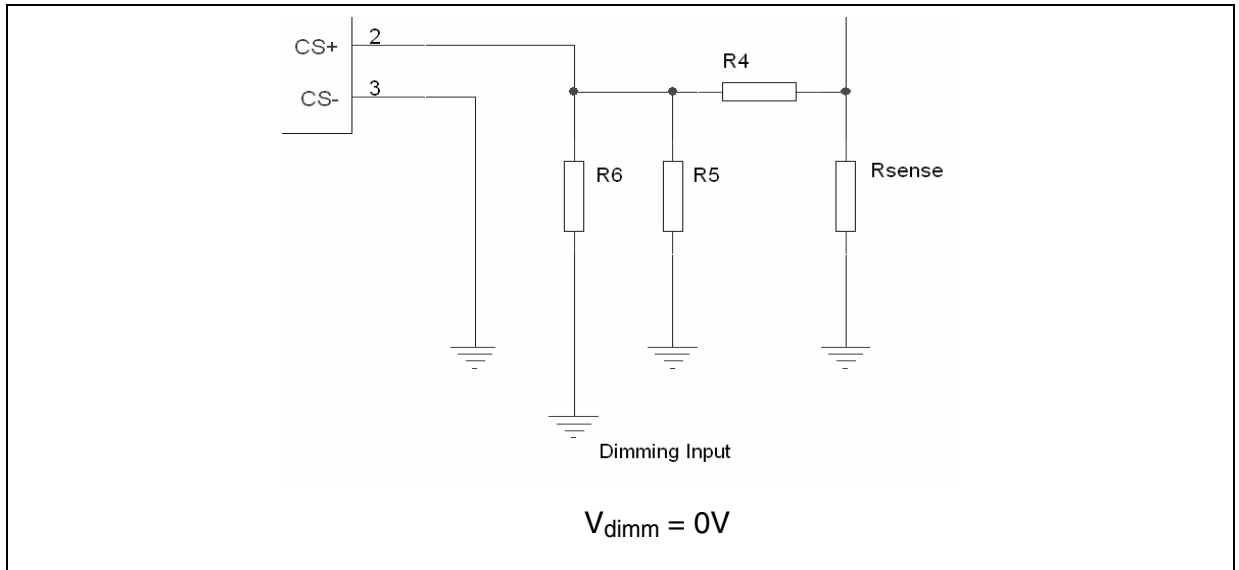 CS+ 2
R4
CS- 3
R6 R5 Rsense
Dimming Input
Vdimm = 0V